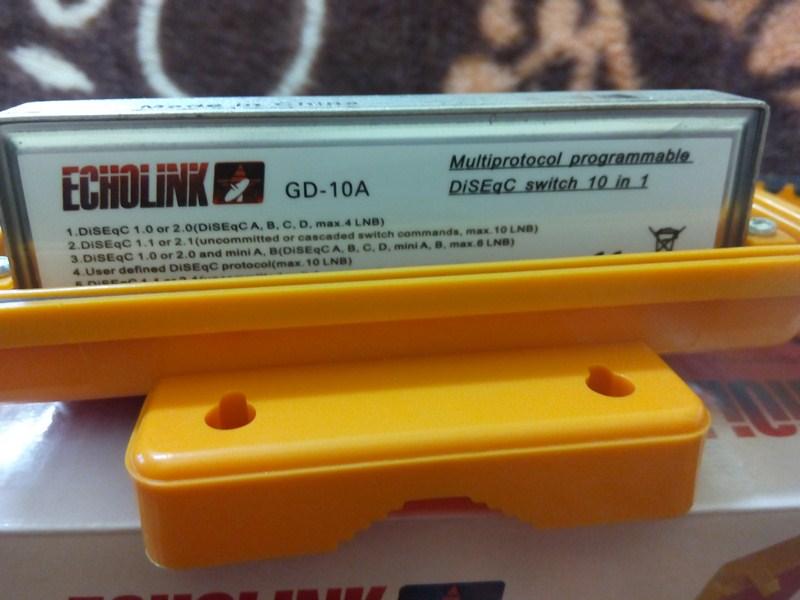 Made in China
ECHOLINK
GD-10A
Multiprotocol programmable
DiSEqC switch 10 in 1
1.DiSEqC 1.0 or 2.0(DiSEqC A, B, C, D, max.4 LNB)
2.DiSEqC 1.1 or 2.1(uncommitted or cascaded switch commands, max.10 LNB)
3.DiSEqC 1.0 or 2.0 and mini A, B(DiSEqC A, B, C, D, mini A, B, max.6 LNB)
4.User defined DiSEqC protocol(max.10 LNB)
ECHOLINK